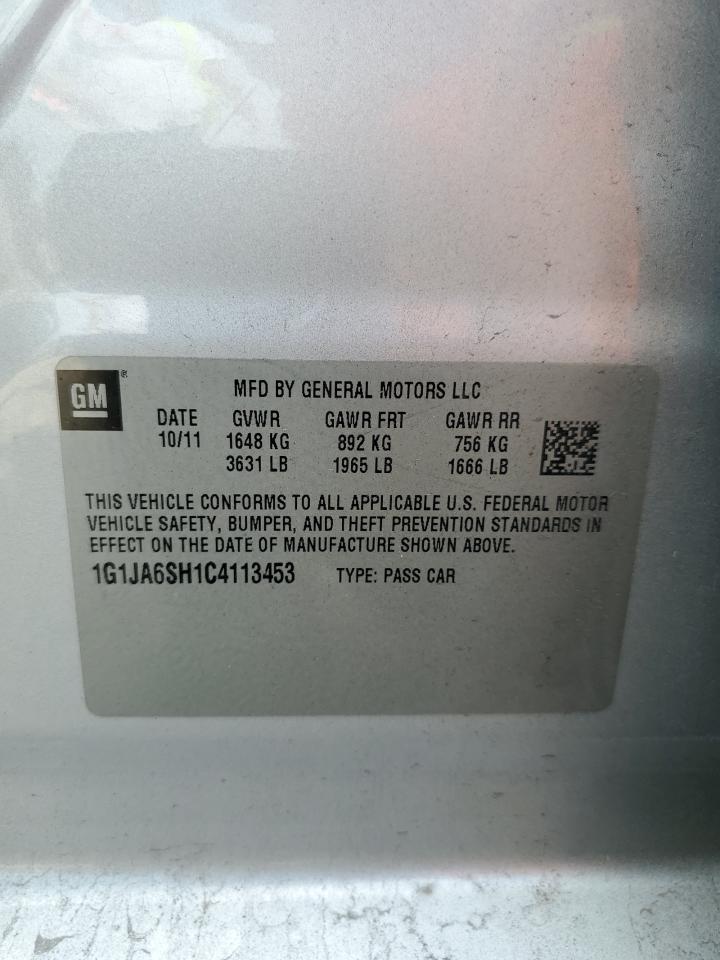 GM®
MFD BY GENERAL MOTORS LLC
DATE GVWR GAWR FRT GAWR RR
10/11 1648 KG 892 KG 756 KG
3631 LB 1965 LB 1666 LB
THIS VEHICLE CONFORMS TO ALL APPLICABLE U.S. FEDERAL MOTOR
VEHICLE SAFETY, BUMPER, AND THEFT PREVENTION STANDARDS IN
EFFECT ON THE DATE OF MANUFACTURE SHOWN ABOVE.
1G1JA6SH1C4113453 TYPE: PASS CAR